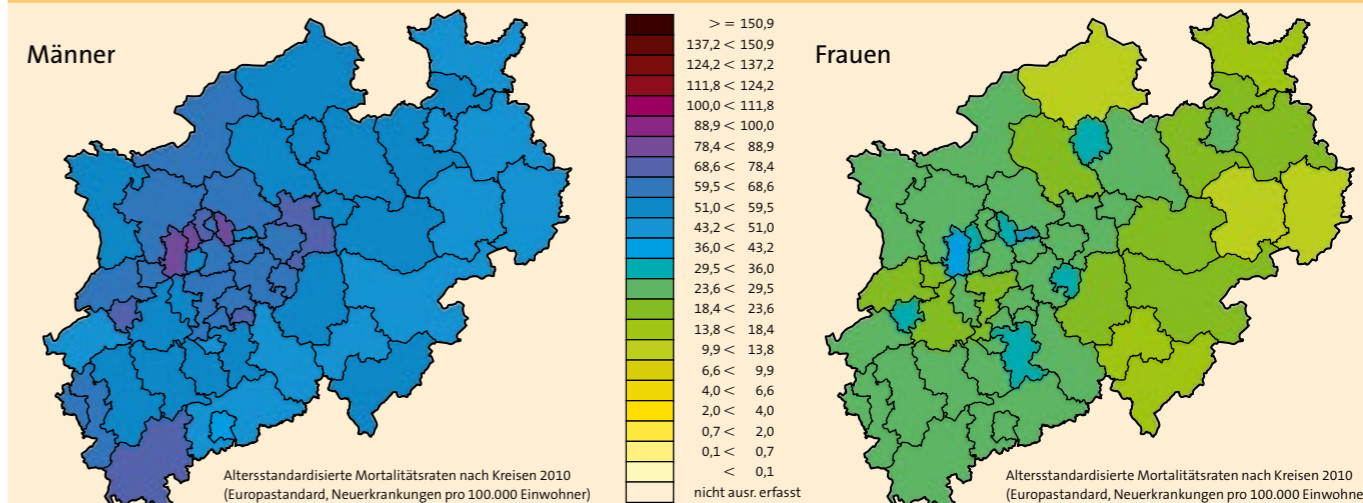 Männer
Frauen
> = 150,9
137,2 < 150,9
124,2 < 137,2
111,8 < 124,2
100,0 < 111,8
88,9 < 100,0
78,4 < 88,9
68,6 < 78,4
59,5 < 68,6
51,0 < 59,5
43,2 < 51,0
36,0 < 43,2
29,5 < 36,0
23,6 < 29,5
18,4 < 23,6
13,8 < 18,4
9,9 < 13,8
6,6 < 9,9
4,0 < 6,6
2,0 < 4,0
0,7 < 2,0
0,1 < 0,7
< 0,1
nicht ausr. erfasst
Altersstandardisierte Mortalitätsraten nach Kreisen 2010
(Europastandard, Neuerkrankungen pro 100.000 Einwohner)
Altersstandardisierte Mortalitätsraten nach Kreisen 2010
(Europastandard, Neuerkrankungen pro 100.000 Einwohne